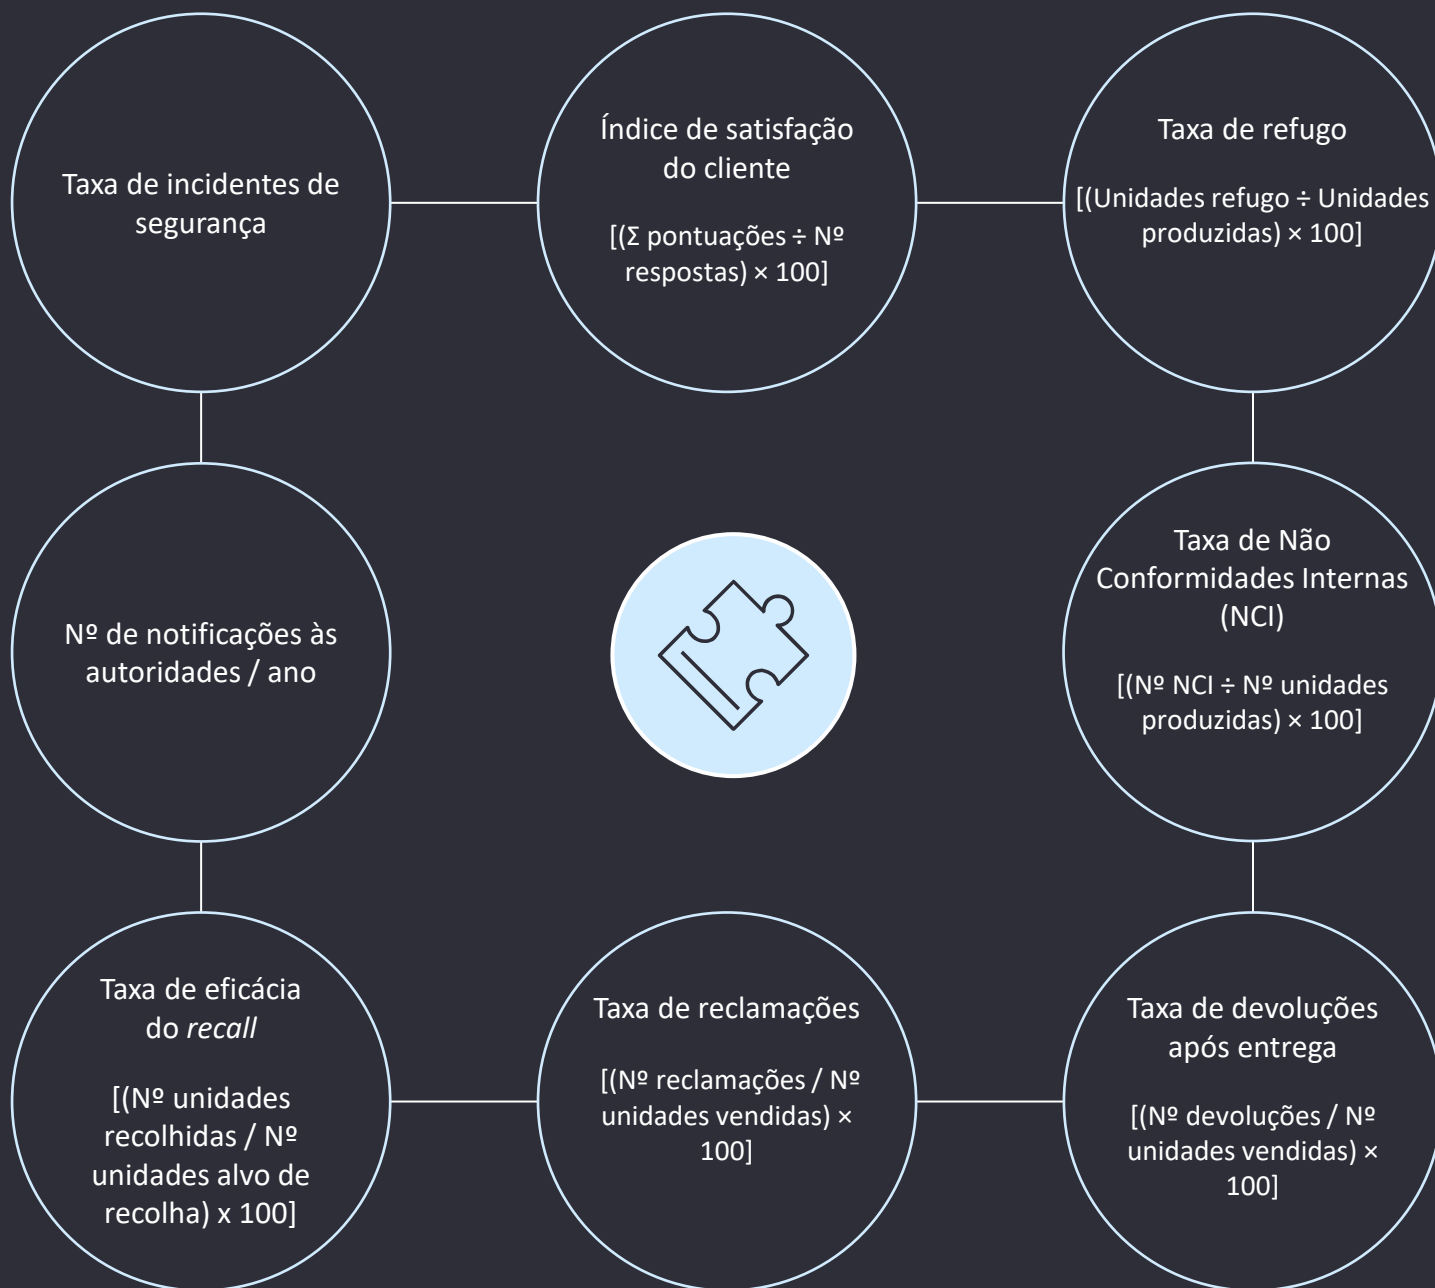 Taxa de incidentes de
segurança
Índice de satisfação
do cliente
[(Σ pontuações ÷ Nº
respostas) × 100]
Taxa de refugo
[(Unidades refugo ÷ Unidades
produzidas) × 100]
Nº de notificações às
autoridades / ano
Taxa de Não
Conformidades Internas
(NCI)
[(Nº NCI ÷ Nº unidades
produzidas) × 100]
Taxa de eficácia
do recall
[(Nº unidades
recolhidas / Nº
unidades alvo de
recolha) x 100]
Taxa de reclamações
[(Nº reclamações / Nº
unidades vendidas) ×
100]
Taxa de devoluções
após entrega
[(Nº devoluções / Nº
unidades vendidas) ×
100]